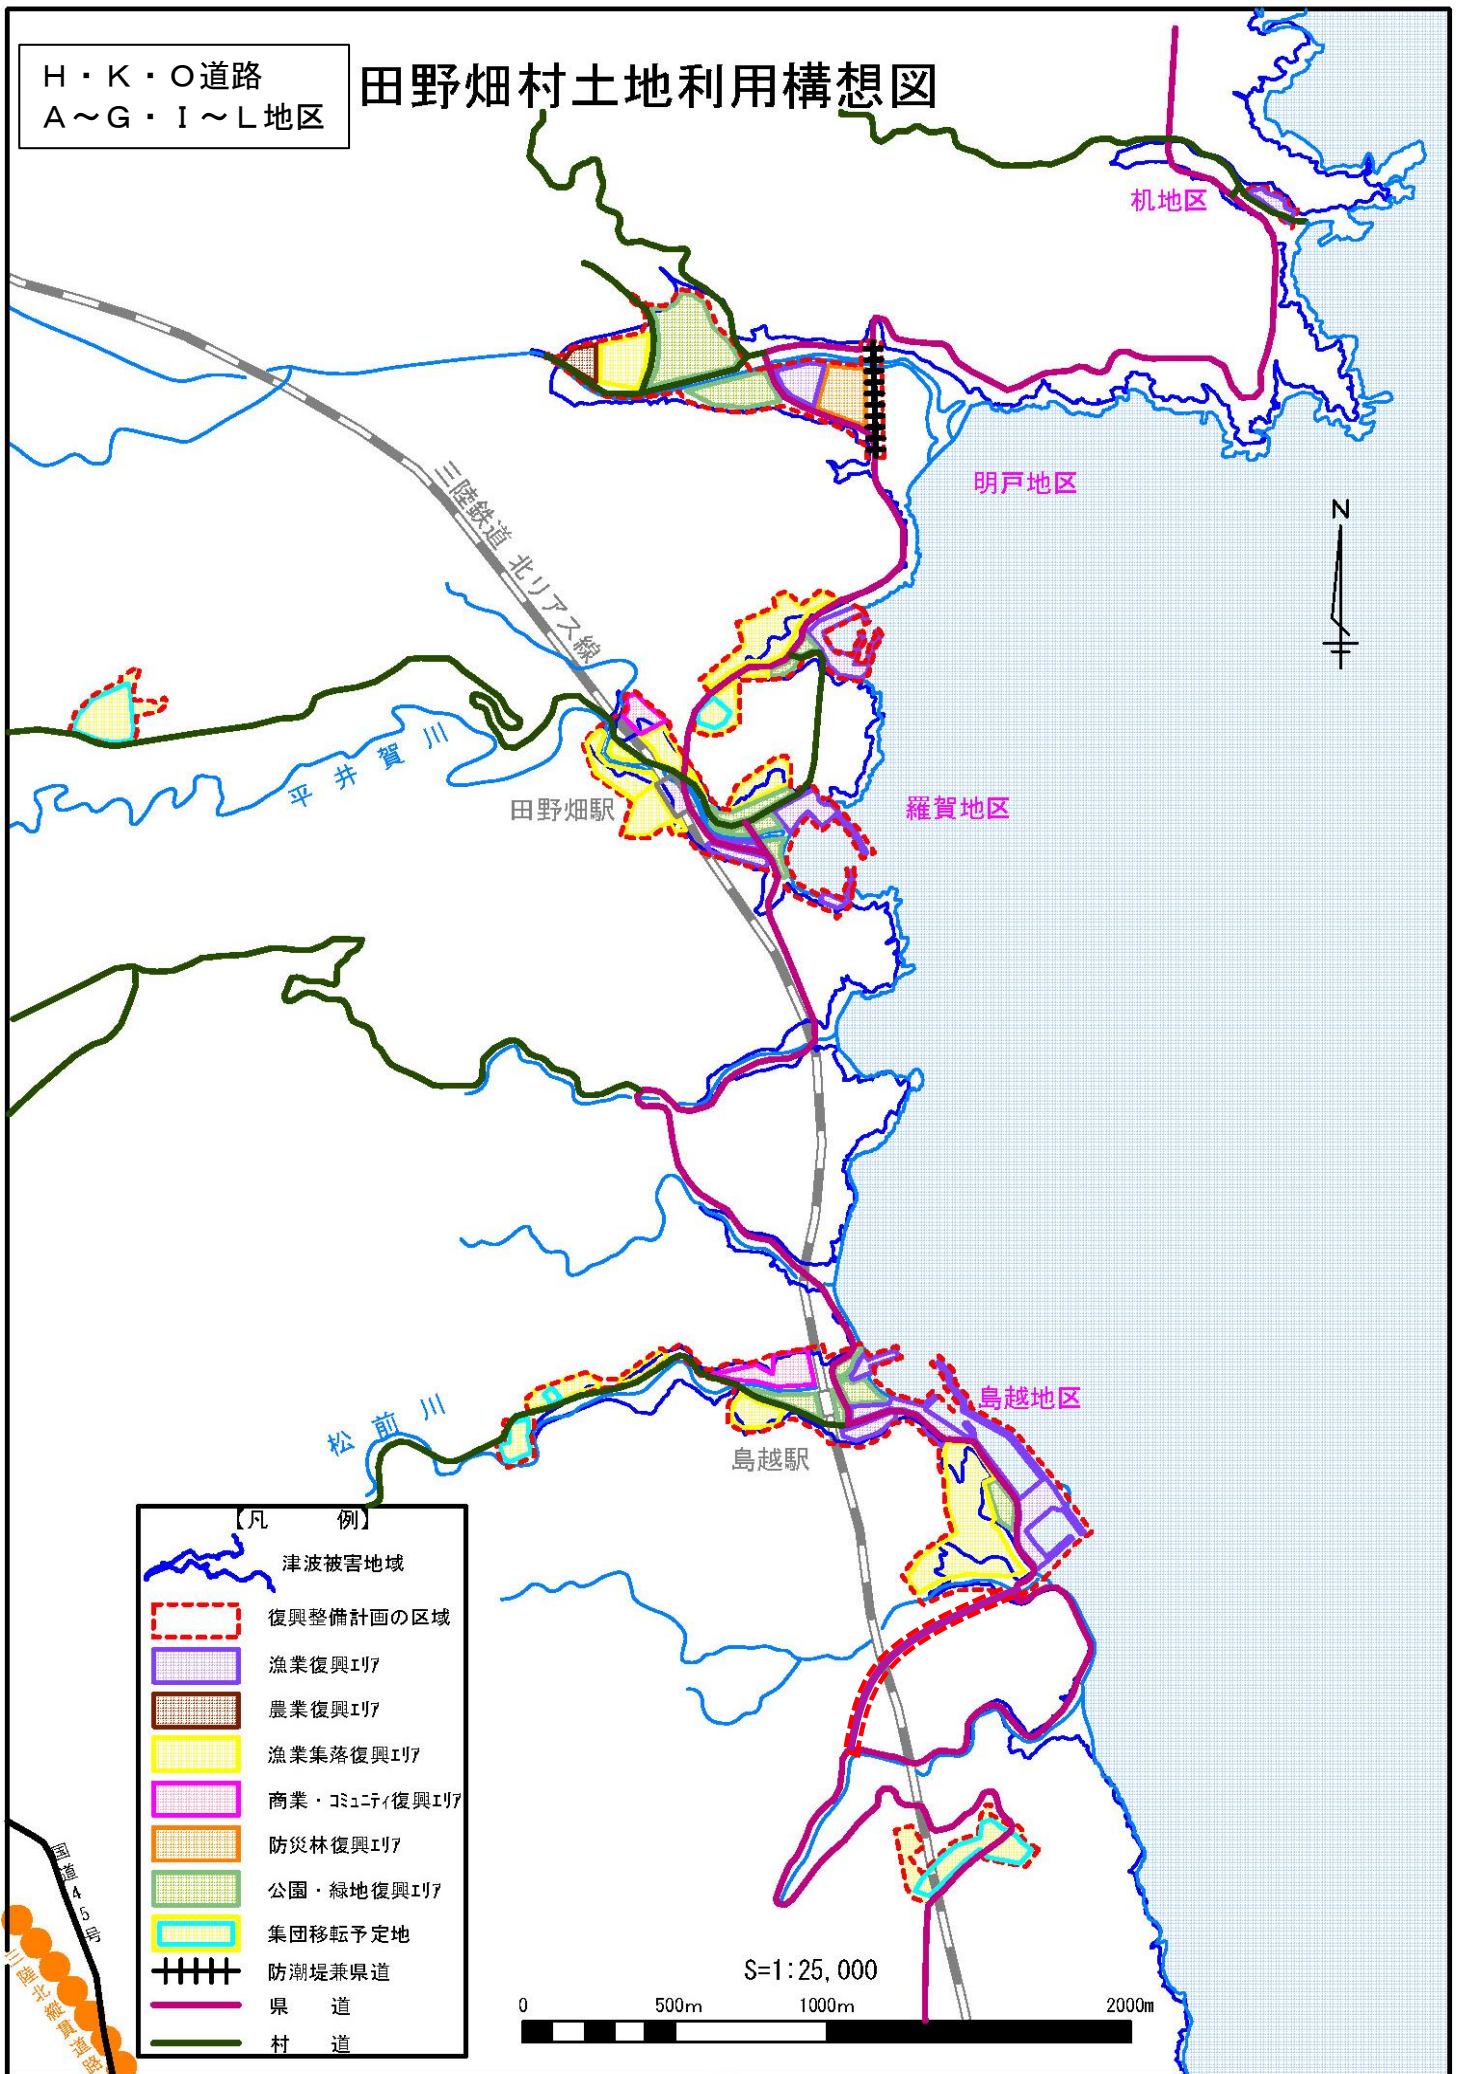 H・K・O道路
A～G・I～L地区
田野畑村土地利用構想図
机地区
明戸地区
N
三陸鉄道 北リアス線
平井賀川
田野畑駅
羅賀地区
島越地区
松前川
島越駅
【凡　例】
津波被害地域
復興整備計画の区域
漁業復興エリア
農業復興エリア
漁業集落復興エリア
商業・コミュニティ復興エリア
防災林復興エリア
公園・緑地復興エリア
集団移転予定地
防潮堤兼県道
県　道
村　道
国道45号
三陸北縦貫道路
S=1:25,000
0 500m 1000m 2000m